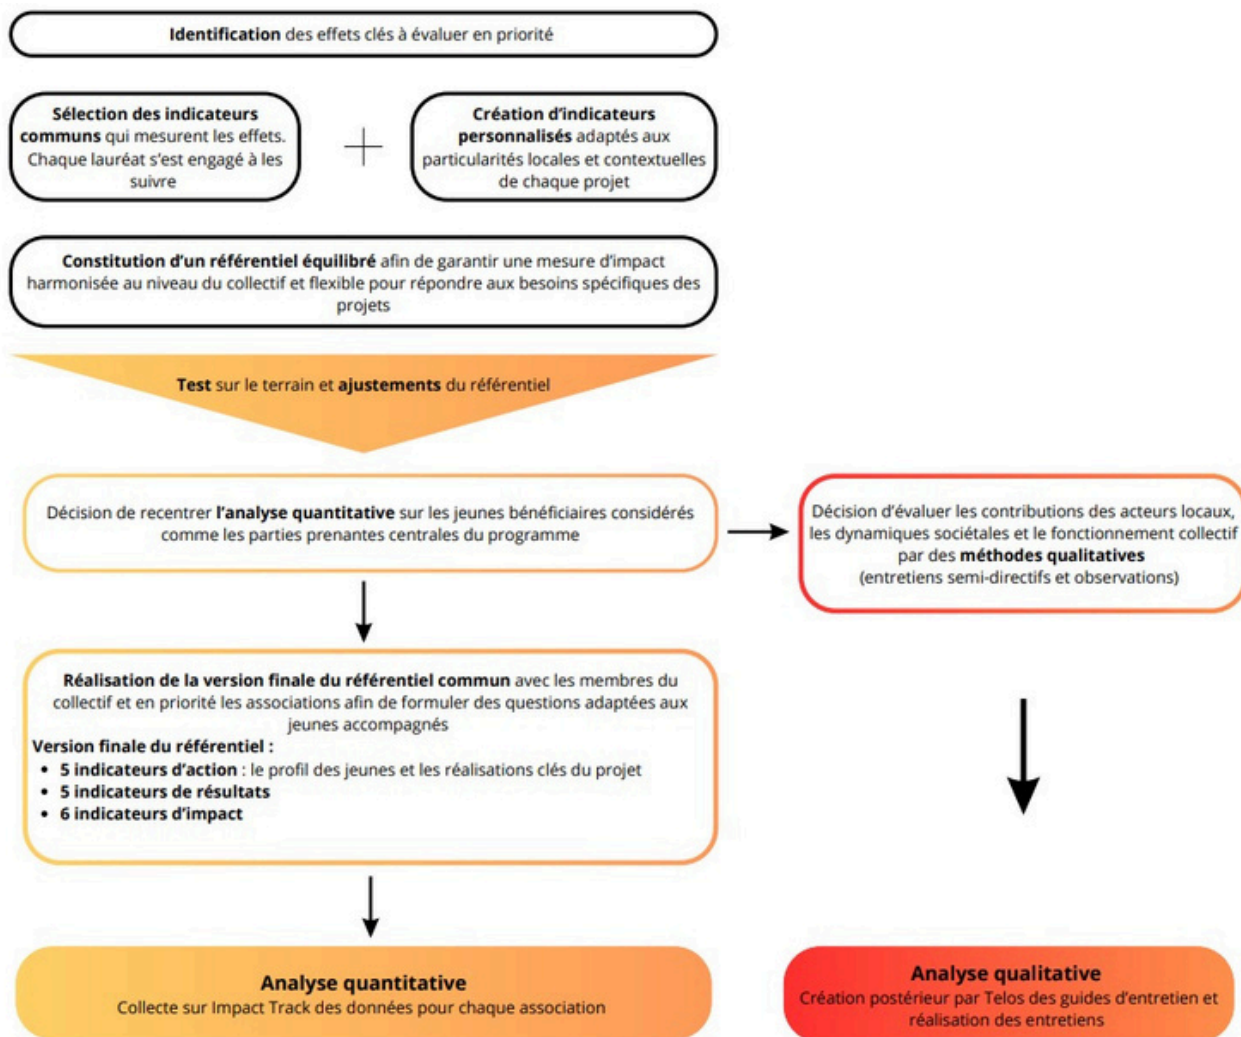 Identification des effets clés à évaluer en priorité
Sélection des indicateurs
communs qui mesurent les effets.
Chaque lauréat s'est engagé à les
suivre
Création d'indicateurs
personnalisés adaptés aux
particularités locales et contextuelles
de chaque projet
Constitution d'un référentiel équilibré afin de garantir une mesure d'impact
harmonisée au niveau du collectif et flexible pour répondre aux besoins spécifiques des
projets
Test sur le terrain et ajustements du référentiel
Décision de recentrer l'analyse quantitative sur les jeunes bénéficiaires considérés
comme les parties prenantes centrales du programme
Décision d'évaluer les contributions des acteurs locaux,
les dynamiques sociétales et le fonctionnement collectif
par des méthodes qualitatives
(entretiens semi-directifs et observations)
Réalisation de la version finale du référentiel commun avec les membres du
collectif et en priorité les associations afin de formuler des questions adaptées aux
jeunes accompagnés
Version finale du référentiel :
• 5 indicateurs d'action : le profil des jeunes et les réalisations clés du projet
• 5 indicateurs de résultats
• 6 indicateurs d'impact
Analyse quantitative
Collecte sur Impact Track des données pour chaque association
Analyse qualitative
Création postérieur par Telos des guides d'entretien et
réalisation des entretiens